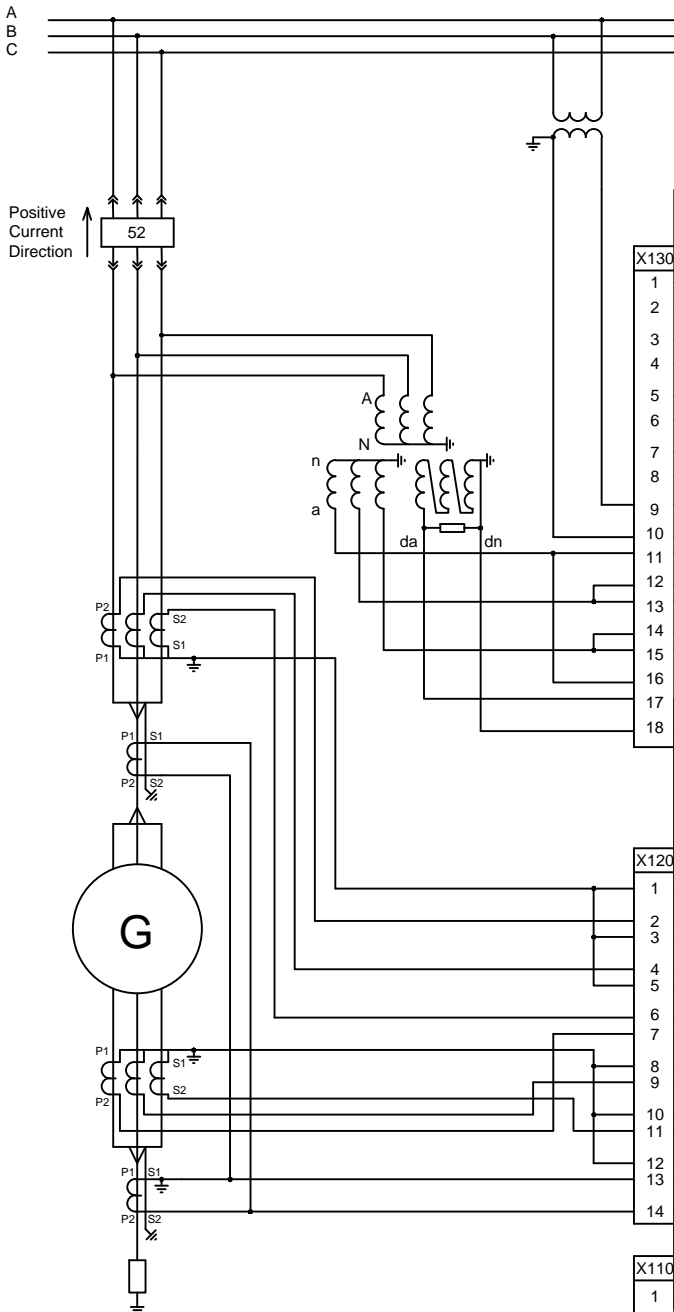 A
B
C
Positive
Current
Direction
52
X130
1
2
3
4
5
6
7
8
9
10
11
12
13
14
15
16
17
18
A
N
n
a
da
dn
P2
S2
P1
S1
P1
S1
P2
S2
G
X120
1
2
3
4
5
6
7
8
9
10
11
12
13
14
P1
S1
P2
S2
P1
S1
P2
S2
X110
1